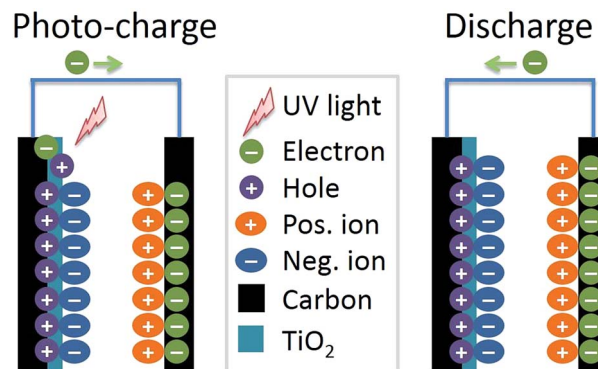 Photo-charge
Discharge
UV light
Electron
Hole
Pos. ion
Neg. ion
Carbon
TiO₂